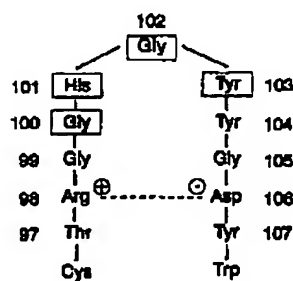 102
Gly
101 His Tyr 103
100 Gly Tyr 104
99 Gly Gly 105
98 Arg ⊕ ⊙ Asp 106
97 Thr Tyr 107
Cys Trp